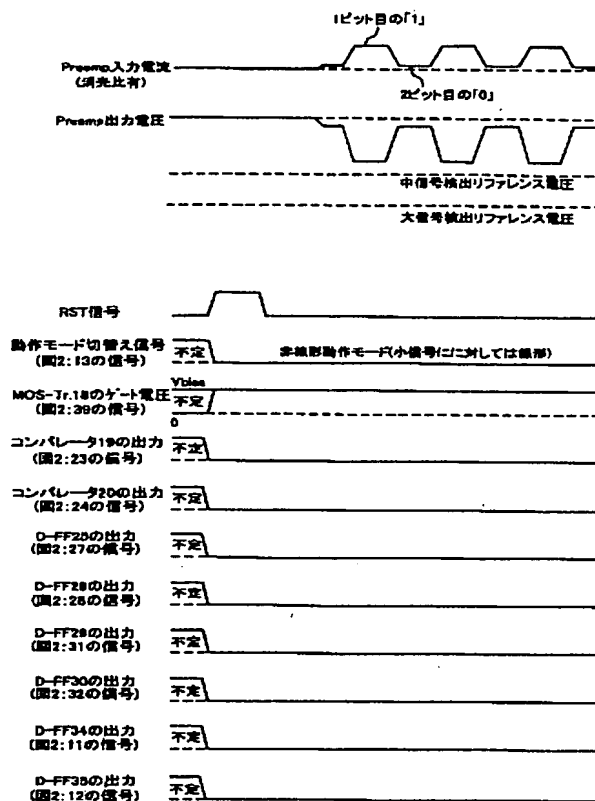 1ビット目の「1」
Preamp入力電流
(消光比有)
2ビット目の「0」
Preamp出力電圧
中信号検出リファレンス電圧
大信号検出リファレンス電圧
RST信号
動作モード切替え信号
(図2:13の信号)
不定
非線形動作モード(小信号にに対しては線形)
Vbias
MOS-Tr.18のゲート電圧
(図2:39の信号)
不定
0
コンパレータ19の出力
(図2:23の信号)
不定
コンパレータ20の出力
(図2:24の信号)
不定
D-FF25の出力
(図2:27の信号)
不定
D-FF26の出力
(図2:28の信号)
不定
D-FF29の出力
(図2:31の信号)
不定
D-FF30の出力
(図2:32の信号)
不定
D-FF34の出力
(図2:11の信号)
不定
D-FF35の出力
(図2:12の信号)
不定